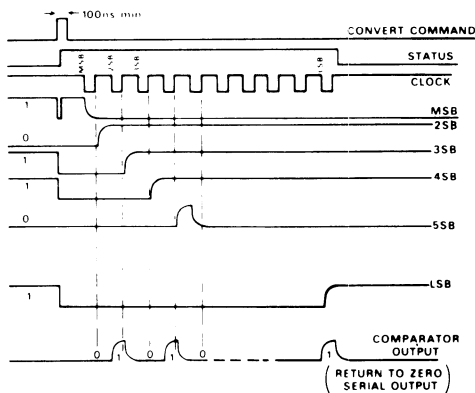 100ns min
CONVERT COMMAND
STATUS
MSB 2SB 3SB LSB
CLOCK
1 MSB
0 2SB
1 3SB
1 4SB
0 5SB
1 LSB
COMPARATOR
OUTPUT
0 1 0 1 0 1
(RETURN TO ZERO
SERIAL OUTPUT)